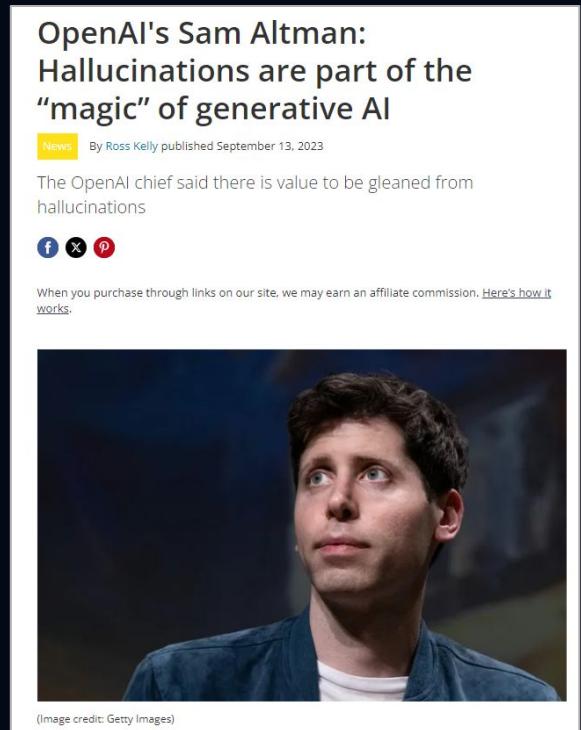 OpenAI's Sam Altman:
Hallucinations are part of the
“magic” of generative AI
News By Ross Kelly published September 13, 2023
The OpenAI chief said there is value to be gleaned from
hallucinations
When you purchase through links on our site, we may earn an affiliate commission. Here's how it
works.
(Image credit: Getty Images)